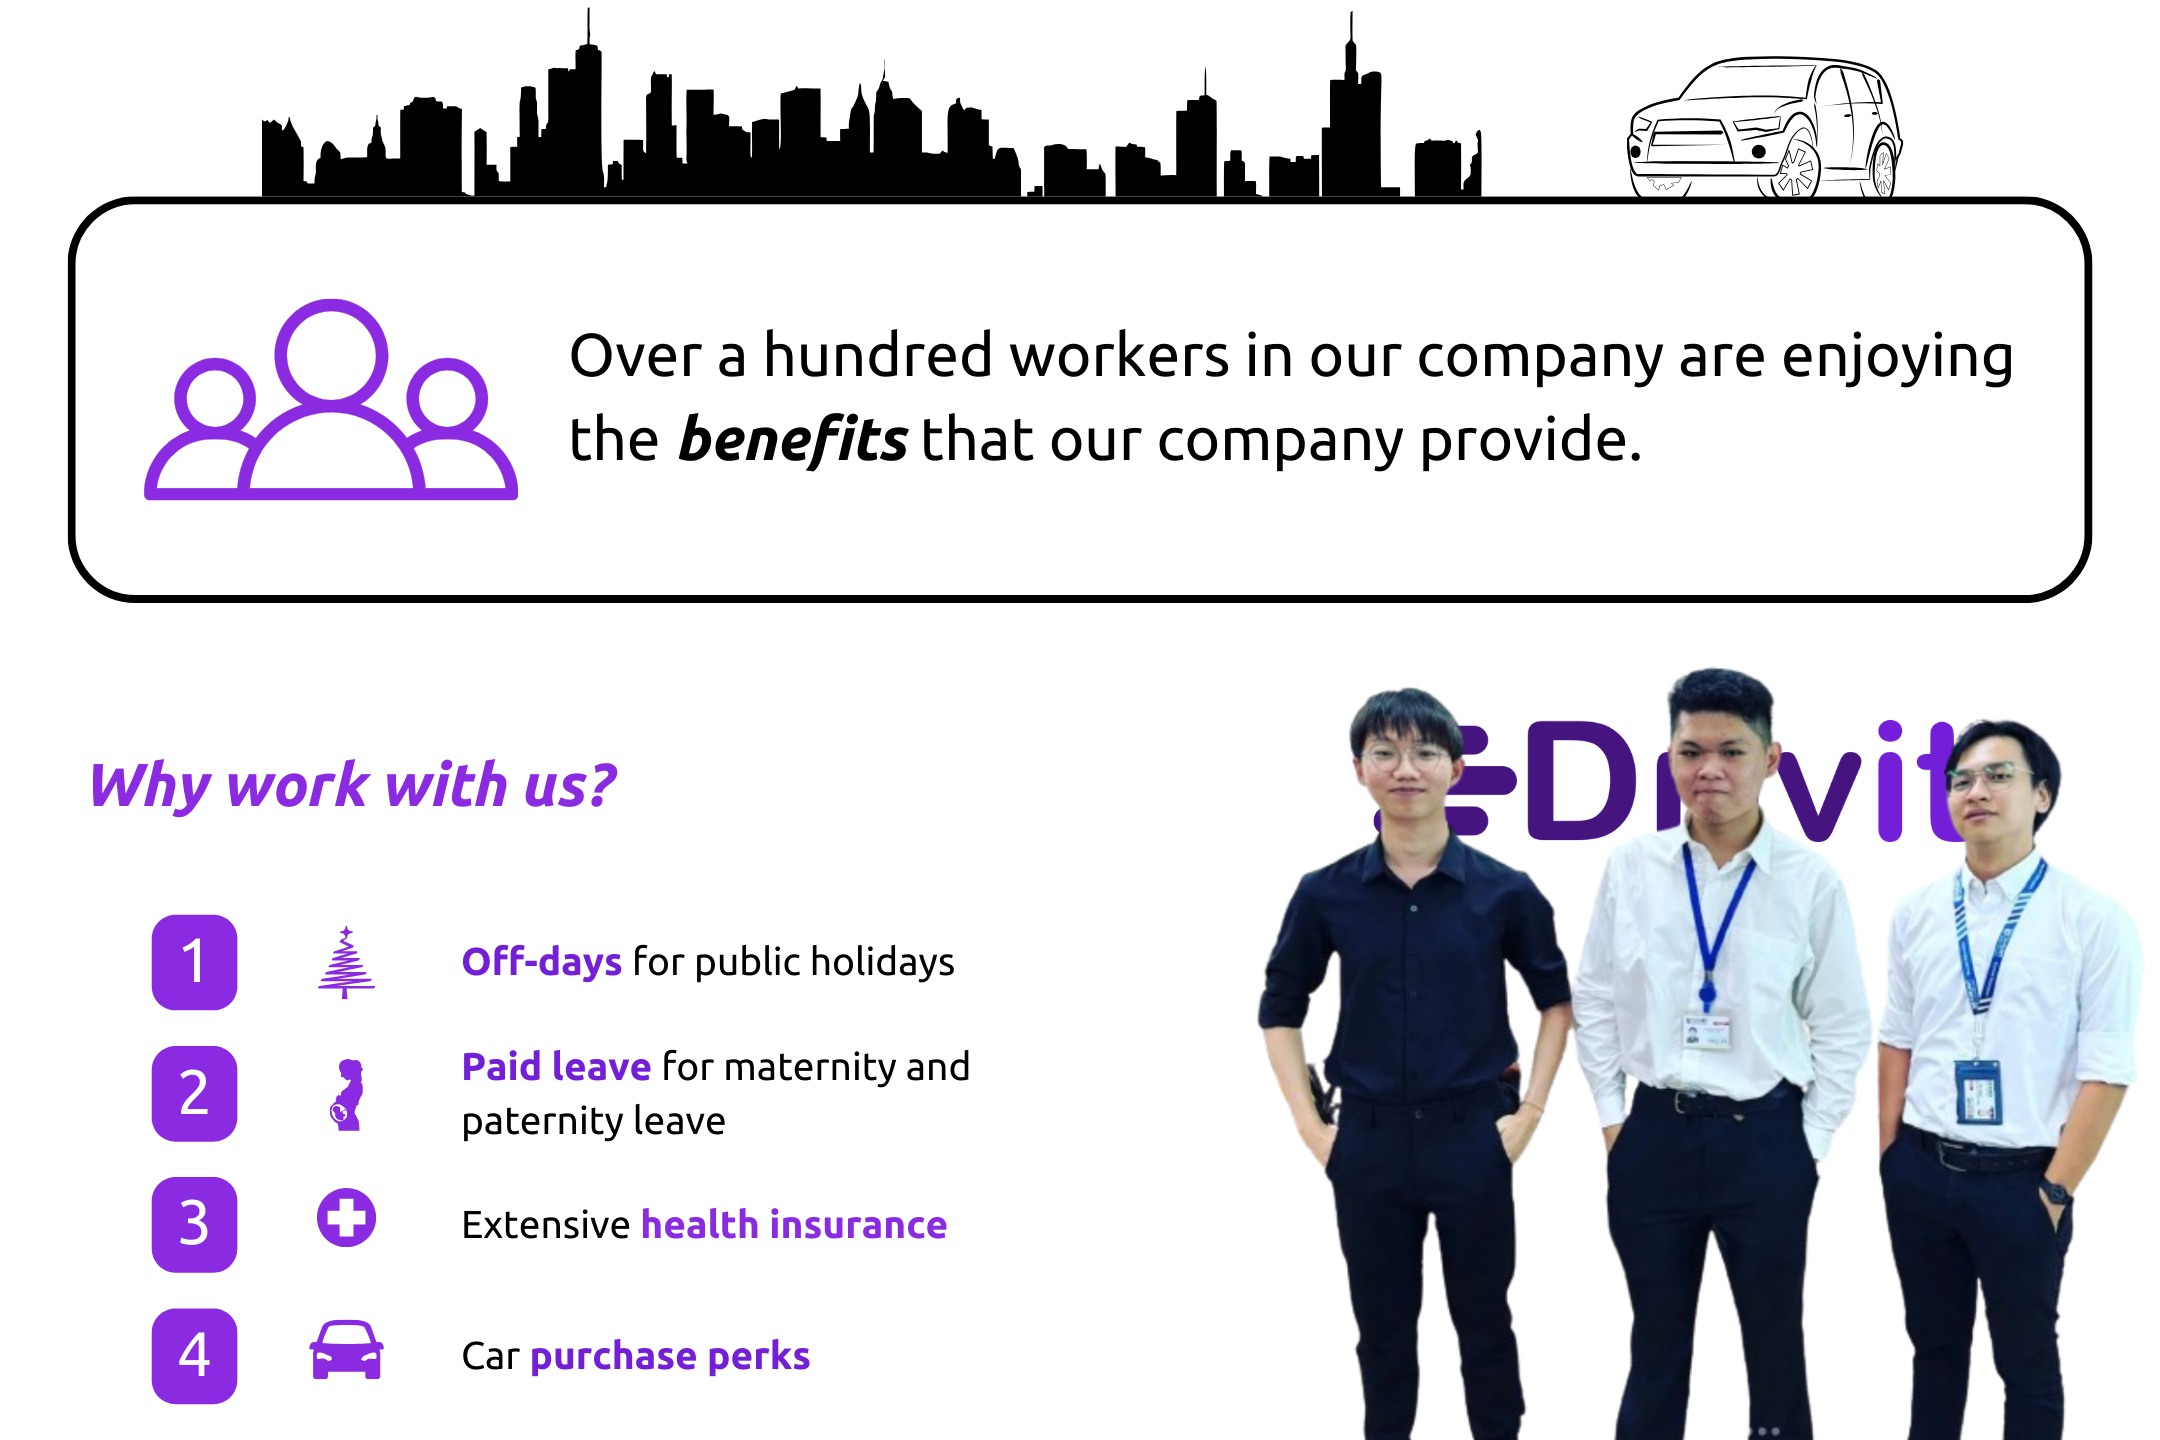 Over a hundred workers in our company are enjoying
the benefits that our company provide.
Why work with us?
1
Off-days for public holidays
2
Paid leave for maternity and
paternity leave
3
Extensive health insurance
4
Car purchase perks